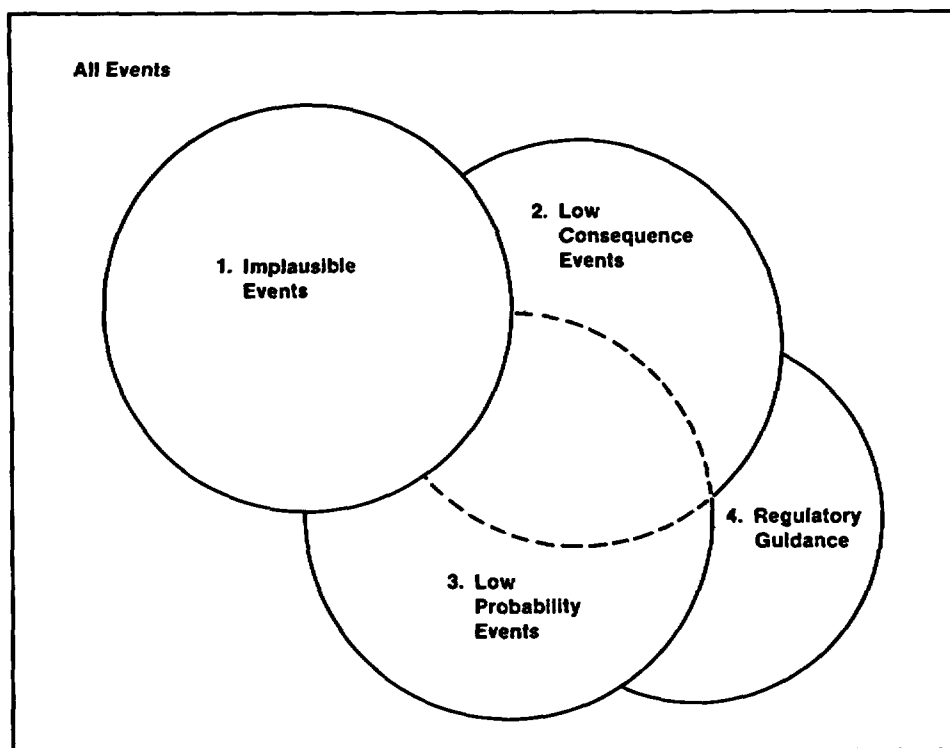 All Events
1. Implausible
Events
2. Low
Consequence
Events
3. Low
Probability
Events
4. Regulatory
Guidance